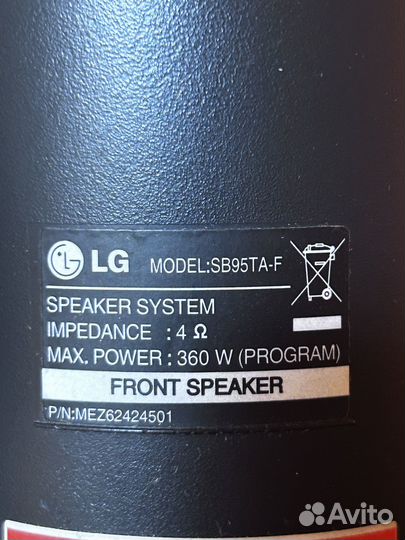 LG MODEL:SB95TA-F
SPEAKER SYSTEM
IMPEDANCE : 4 Ω
MAX. POWER : 360 W (PROGRAM)
FRONT SPEAKER
P/N:MEZ62424501
Avito